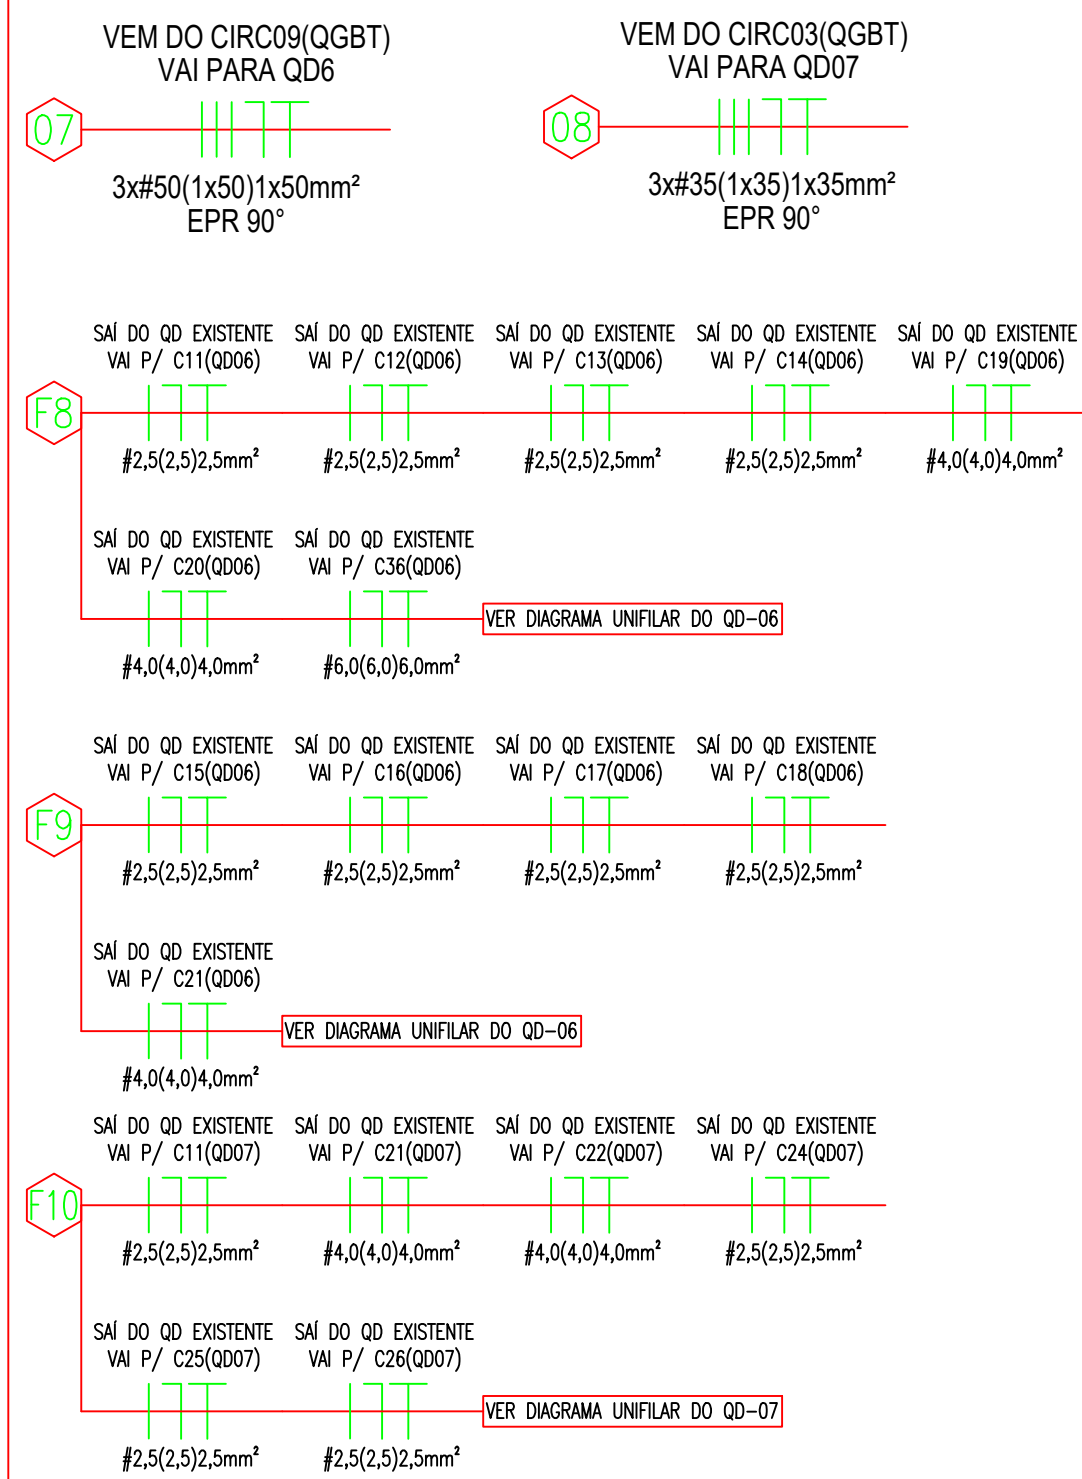 VEM DO CIRC09(QGBT)
VAI PARA QD6
07
3x#50(1x50)1x50mm²
EPR 90°
VEM DO CIRC03(QGBT)
VAI PARA QD07
08
3x#35(1x35)1x35mm²
EPR 90°
F8
SAÍ DO QD EXISTENTE
VAI P/ C11(QD06)
#2,5(2,5)2,5mm²
SAÍ DO QD EXISTENTE
VAI P/ C12(QD06)
#2,5(2,5)2,5mm²
SAÍ DO QD EXISTENTE
VAI P/ C13(QD06)
#2,5(2,5)2,5mm²
SAÍ DO QD EXISTENTE
VAI P/ C14(QD06)
#2,5(2,5)2,5mm²
SAÍ DO QD EXISTENTE
VAI P/ C19(QD06)
#4,0(4,0)4,0mm²
SAÍ DO QD EXISTENTE
VAI P/ C20(QD06)
#4,0(4,0)4,0mm²
SAÍ DO QD EXISTENTE
VAI P/ C36(QD06)
#6,0(6,0)6,0mm²
VER DIAGRAMA UNIFILAR DO QD-06
F9
SAÍ DO QD EXISTENTE
VAI P/ C15(QD06)
#2,5(2,5)2,5mm²
SAÍ DO QD EXISTENTE
VAI P/ C16(QD06)
#2,5(2,5)2,5mm²
SAÍ DO QD EXISTENTE
VAI P/ C17(QD06)
#2,5(2,5)2,5mm²
SAÍ DO QD EXISTENTE
VAI P/ C18(QD06)
#2,5(2,5)2,5mm²
SAÍ DO QD EXISTENTE
VAI P/ C21(QD06)
#4,0(4,0)4,0mm²
VER DIAGRAMA UNIFILAR DO QD-06
F10
SAÍ DO QD EXISTENTE
VAI P/ C11(QD07)
#2,5(2,5)2,5mm²
SAÍ DO QD EXISTENTE
VAI P/ C21(QD07)
#4,0(4,0)4,0mm²
SAÍ DO QD EXISTENTE
VAI P/ C22(QD07)
#4,0(4,0)4,0mm²
SAÍ DO QD EXISTENTE
VAI P/ C24(QD07)
#2,5(2,5)2,5mm²
SAÍ DO QD EXISTENTE
VAI P/ C25(QD07)
#2,5(2,5)2,5mm²
SAÍ DO QD EXISTENTE
VAI P/ C26(QD07)
#2,5(2,5)2,5mm²
VER DIAGRAMA UNIFILAR DO QD-07